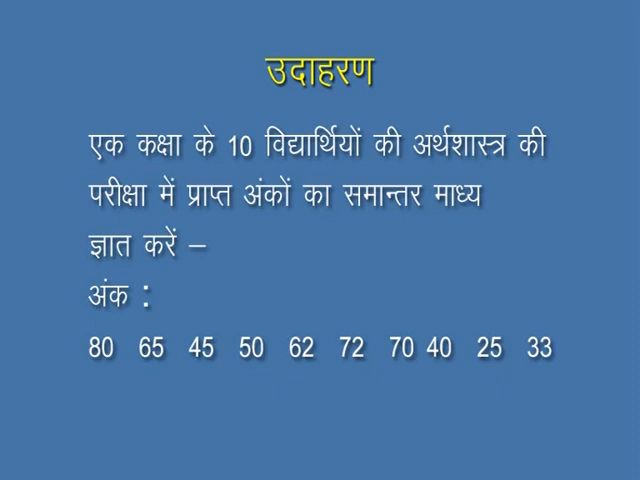 उदाहरण
एक कक्षा के 10 विद्यार्थियों की अर्थशास्त्र की
परीक्षा में प्राप्त अंकों का समान्तर माध्य
ज्ञात करें –
अंक :
80 65 45 50 62 72 70 40 25 33